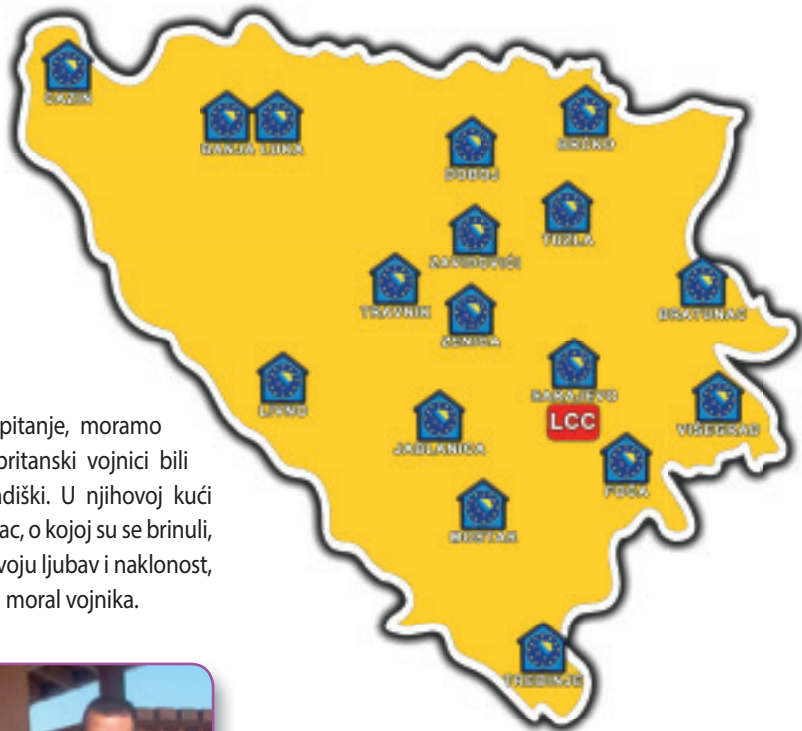 CAZIN
BANJA LUKA
BRČKO
DOBOJ
TUZLA
ZAVIDOVIĆI
TRAVNIK
BRATUNAC
ZENICA
LIVNO
SARAJEVO
LCC
VIŠEGRAD
JABLANICA
FOČA
MOSTAR
TREBINJE
pitanje, moramo
britanski vojnici bili
diški. U njihovoj kući
ac, o kojoj su se brinuli,
voju ljubav i naklonost,
moral vojnika.